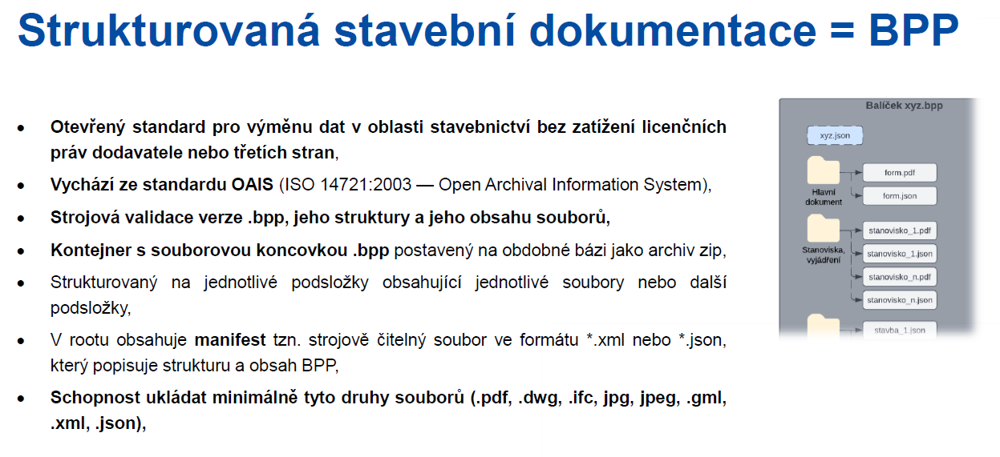 Strukturovaná stavební dokumentace = BPP
• Otevřený standard pro výměnu dat v oblasti stavebnictví bez zatížení licenčních
práv dodavatele nebo třetích stran,
• Vychází ze standardu OAIS (ISO 14721:2003 — Open Archival Information System),
• Strojová validace verze .bpp, jeho struktury a jeho obsahu souborů,
• Kontejner s souborovou koncovkou .bpp postavený na obdobné bázi jako archiv zip,
• Strukturovaný na jednotlivé podsložky obsahující jednotlivé soubory nebo další
podsložky,
• V rootu obsahuje manifest tzn. strojově čitelný soubor ve formátu *.xml nebo *.json,
který popisuje strukturu a obsah BPP,
• Schopnost ukládat minimálně tyto druhy souborů (.pdf, .dwg, .ifc, jpg, jpeg, .gml,
.xml, .json),
Balíček xyz.bpp
xyz.json
Hlavní
dokument
form.pdf
form.json
Stanoviska,
vyjádření
stanovisko_1.pdf
stanovisko_1.json
stanovisko_n.pdf
stanovisko_n.json
stavba_1.json